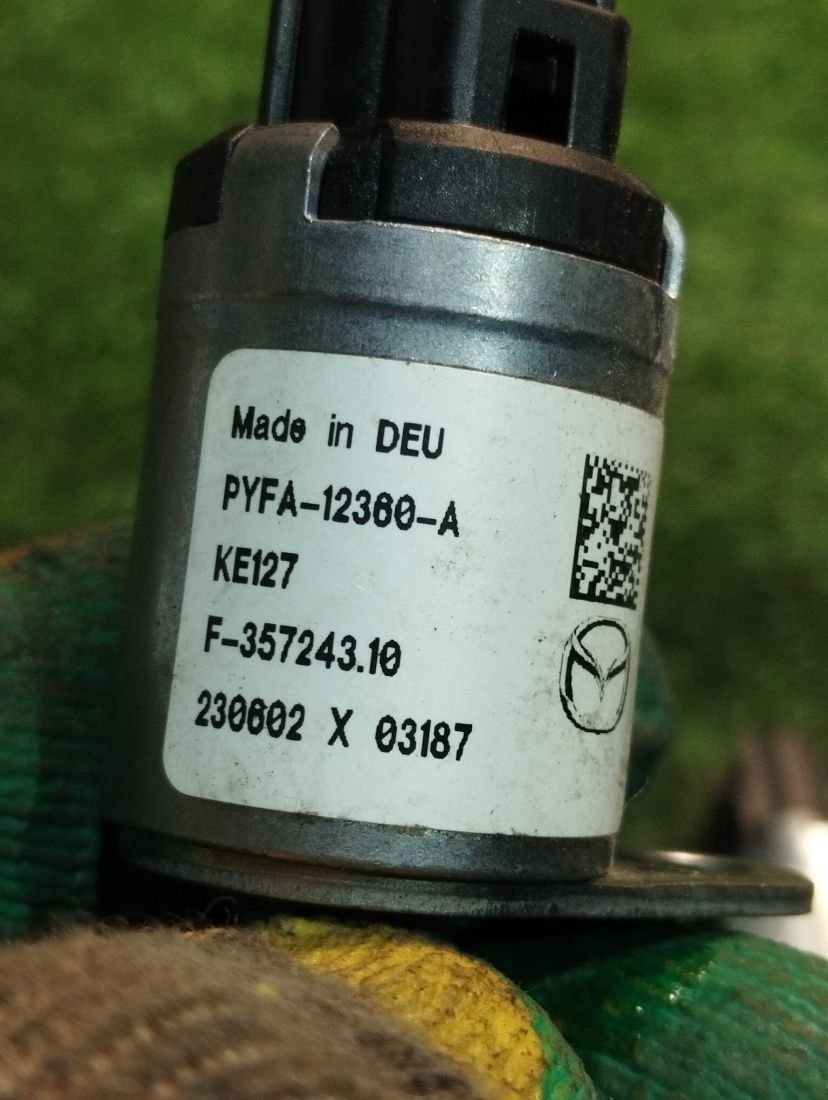 Made in DEU
PYFA-12360-A
KE127
F-357243.10
230602 X 03187